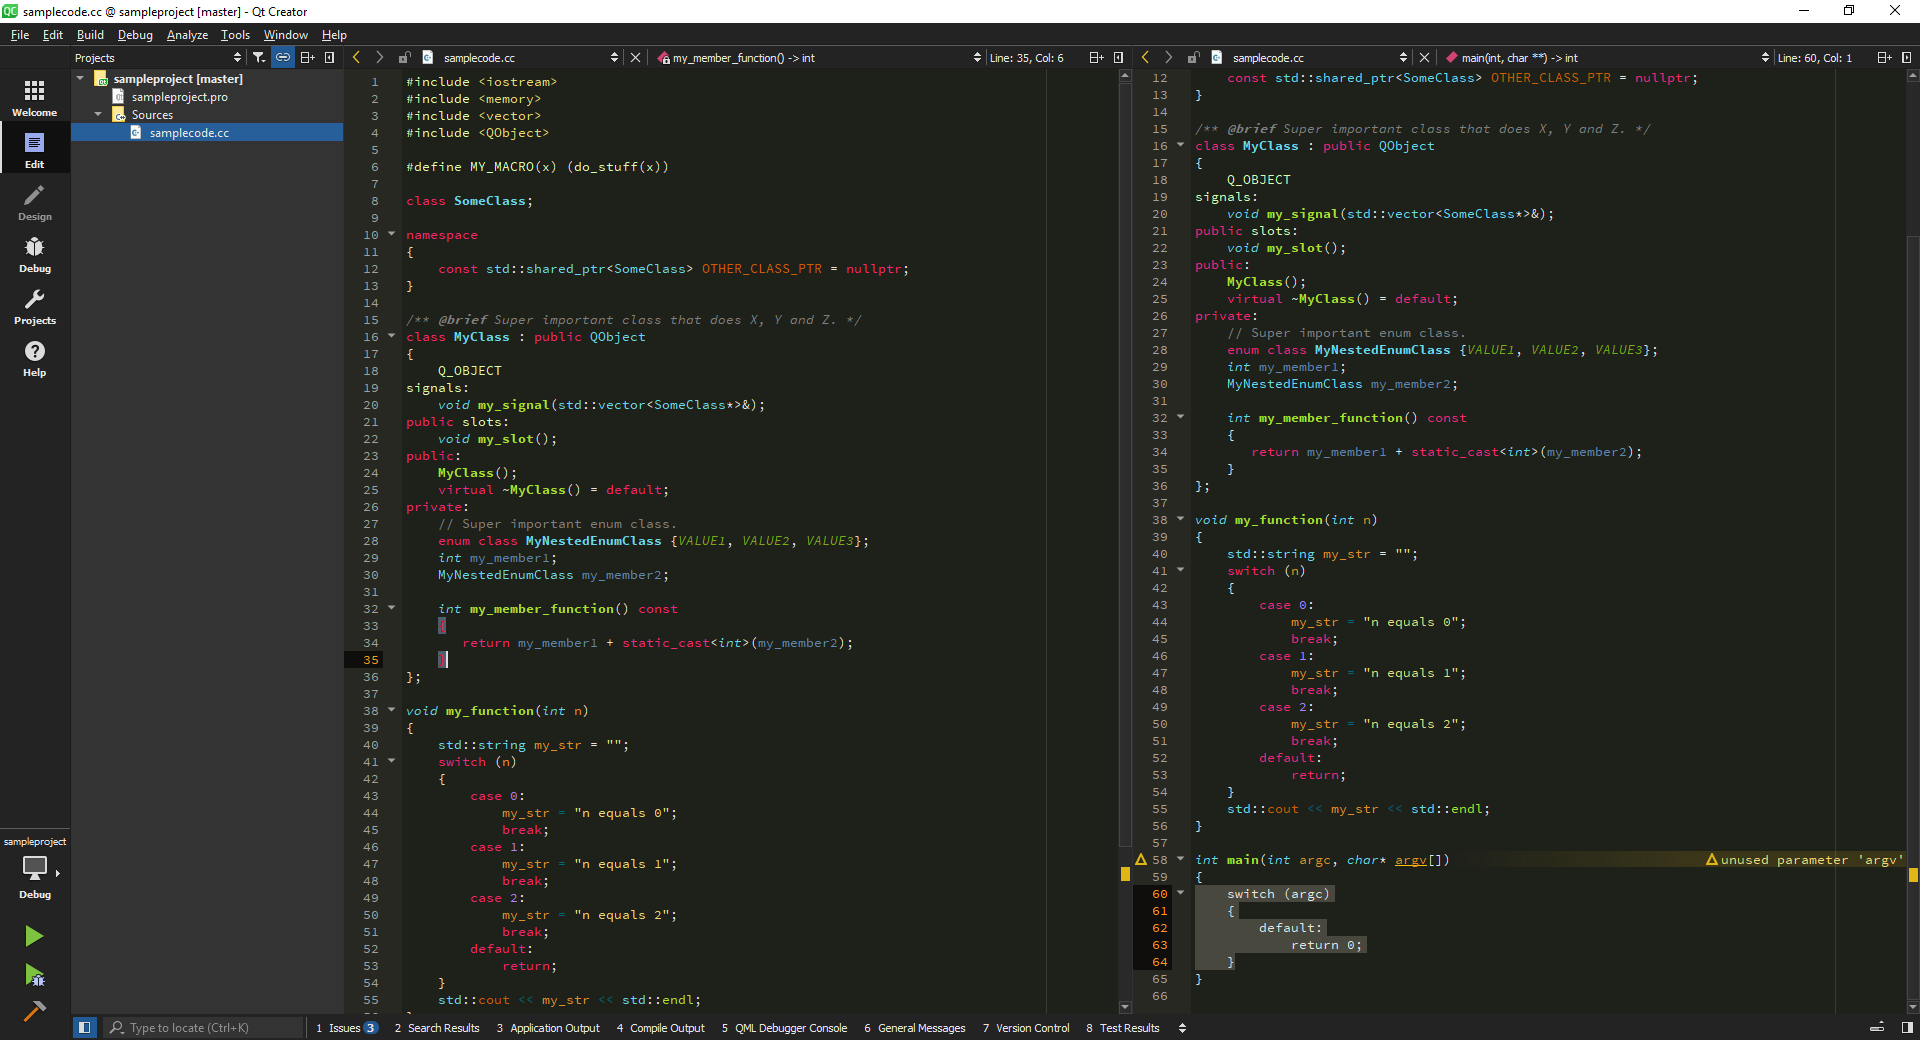 samplecode.cc @ sampleproject [master] - Qt Creator
File Edit Build Debug Analyze Tools Window Help
Projects
samplecode.cc
my_member_function() -> int
Line: 35, Col: 6
samplecode.cc
main(int, char **) -> int
Line: 60, Col: 1
Welcome
Edit
Design
Debug
Projects
Help
sampleproject
Debug
sampleproject [master]
sampleproject.pro
Sources
samplecode.cc
1 #include <iostream>
2 #include <memory>
3 #include <vector>
4 #include <QObject>
5
6 #define MY_MACRO(x) (do_stuff(x))
7
8 class SomeClass;
9
10 namespace
11 {
12     const std::shared_ptr<SomeClass> OTHER_CLASS_PTR = nullptr;
13 }
14
15 /** @brief Super important class that does X, Y and Z. */
16 class MyClass : public QObject
17 {
18     Q_OBJECT
19 signals:
20     void my_signal(std::vector<SomeClass*>&);
21 public slots:
22     void my_slot();
23 public:
24     MyClass();
25     virtual ~MyClass() = default;
26 private:
27     // Super important enum class.
28     enum class MyNestedEnumClass {VALUE1, VALUE2, VALUE3};
29     int my_member1;
30     MyNestedEnumClass my_member2;
31
32     int my_member_function() const
33     {
34        return my_member1 + static_cast<int>(my_member2);
35     }
36 };
37
38 void my_function(int n)
39 {
40     std::string my_str = "";
41     switch (n)
42     {
43         case 0:
44             my_str = "n equals 0";
45             break;
46         case 1:
47             my_str = "n equals 1";
48             break;
49         case 2:
50             my_str = "n equals 2";
51             break;
52         default:
53             return;
54     }
55     std::cout << my_str << std::endl;
12     const std::shared_ptr<SomeClass> OTHER_CLASS_PTR = nullptr;
13 }
14
15 /** @brief Super important class that does X, Y and Z. */
16 class MyClass : public QObject
17 {
18     Q_OBJECT
19 signals:
20     void my_signal(std::vector<SomeClass*>&);
21 public slots:
22     void my_slot();
23 public:
24     MyClass();
25     virtual ~MyClass() = default;
26 private:
27     // Super important enum class.
28     enum class MyNestedEnumClass {VALUE1, VALUE2, VALUE3};
29     int my_member1;
30     MyNestedEnumClass my_member2;
31
32     int my_member_function() const
33     {
34        return my_member1 + static_cast<int>(my_member2);
35     }
36 };
37
38 void my_function(int n)
39 {
40     std::string my_str = "";
41     switch (n)
42     {
43         case 0:
44             my_str = "n equals 0";
45             break;
46         case 1:
47             my_str = "n equals 1";
48             break;
49         case 2:
50             my_str = "n equals 2";
51             break;
52         default:
53             return;
54     }
55     std::cout << my_str << std::endl;
56 }
57
58 int main(int argc, char* argv[]) unused parameter 'argv'
59 {
60     switch (argc)
61     {
62         default:
63             return 0;
64     }
65 }
66
Type to locate (Ctrl+K)
1 Issues 3
2 Search Results
3 Application Output
4 Compile Output
5 QML Debugger Console
6 General Messages
7 Version Control
8 Test Results